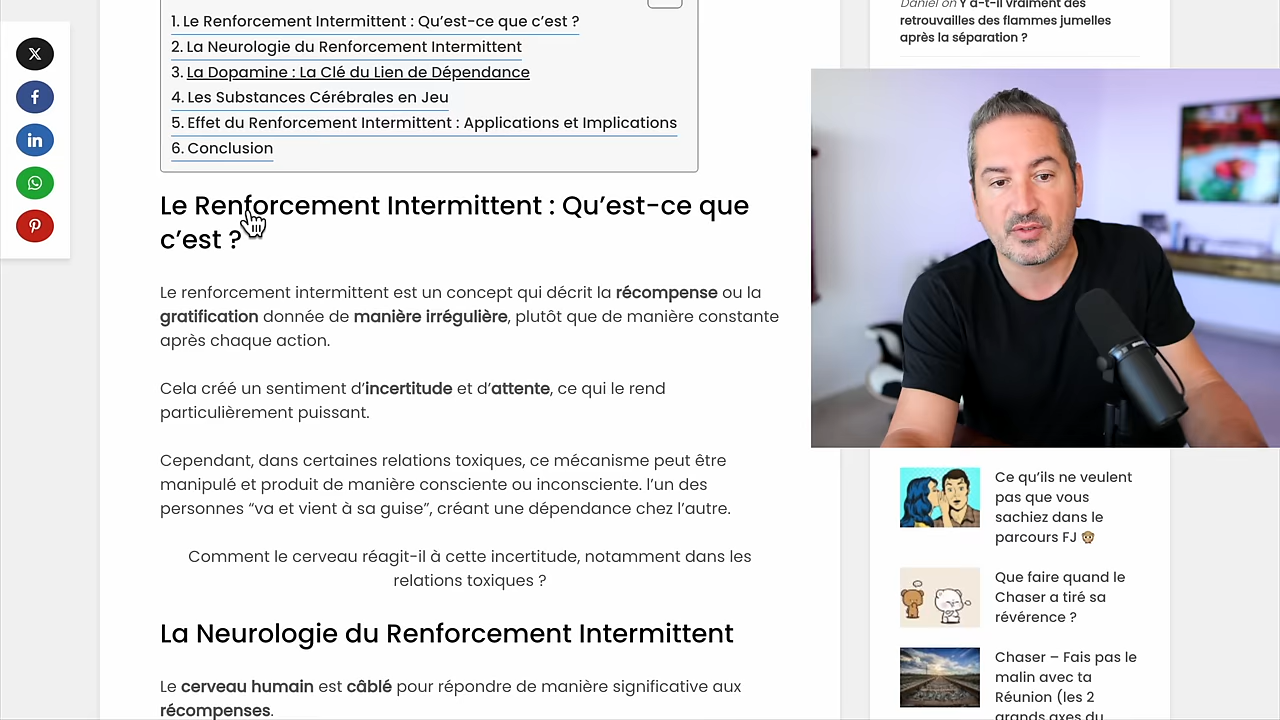 1. Le Renforcement Intermittent : Qu’est-ce que c’est ?
2. La Neurologie du Renforcement Intermittent
3. La Dopamine : La Clé du Lien de Dépendance
4. Les Substances Cérébrales en Jeu
5. Effet du Renforcement Intermittent : Applications et Implications
6. Conclusion
Le Renforcement Intermittent : Qu’est-ce que
c’est ?
Le renforcement intermittent est un concept qui décrit la récompense ou la
gratification donnée de manière irrégulière, plutôt que de manière constante
après chaque action.
Cela créé un sentiment d’incertitude et d’attente, ce qui le rend
particulièrement puissant.
Cependant, dans certaines relations toxiques, ce mécanisme peut être
manipulé et produit de manière consciente ou inconsciente. l’un des
personnes “va et vient à sa guise”, créant une dépendance chez l’autre.
Comment le cerveau réagit-il à cette incertitude, notamment dans les
relations toxiques ?
La Neurologie du Renforcement Intermittent
Le cerveau humain est câblé pour répondre de manière significative aux
récompenses.
Daniel on Y a-t-il vraiment des
retrouvailles des flammes jumelles
après la séparation ?
Ce qu’ils ne veulent
pas que vous
sachiez dans le
parcours FJ 🙊
Que faire quand le
Chaser a tiré sa
révérence ?
Chaser – Fais pas le
malin avec ta
Réunion (les 2
grands axes du